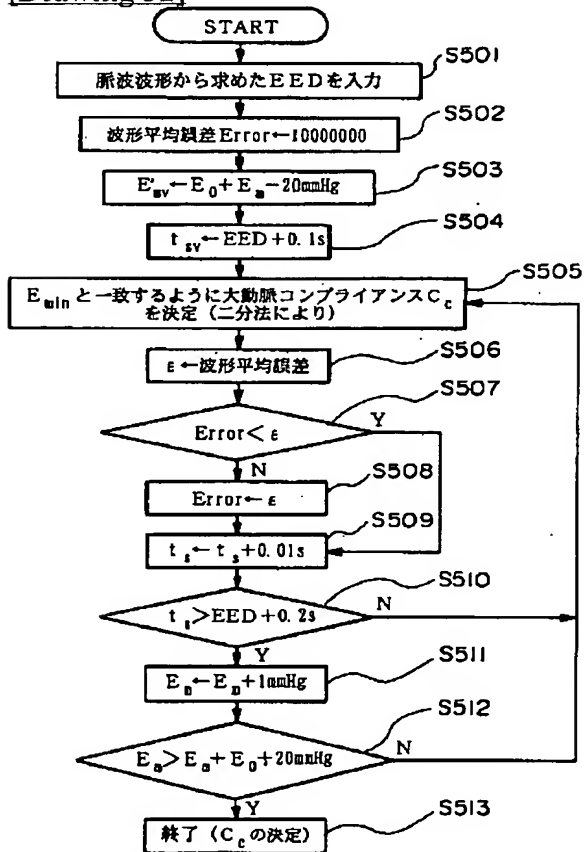 START
S501
脈波波形から求めたEEDを入力
S502
波形平均誤差Error←10000000
S503
E'mv←E0+Em−20mmHg
S504
tsv←EED+0.1s
S505
Eminと一致するように大動脈コンプライアンスCc
を決定(二分法により)
S506
ε←波形平均誤差
S507
Error<ε
Y
N
S508
Error←ε
S509
ts←ts+0.01s
S510
ts>EED+0.2s
N
Y
S511
Em←Em+1mmHg
S512
Em>Em+E0+20mmHg
N
Y
S513
終了(Ccの決定)